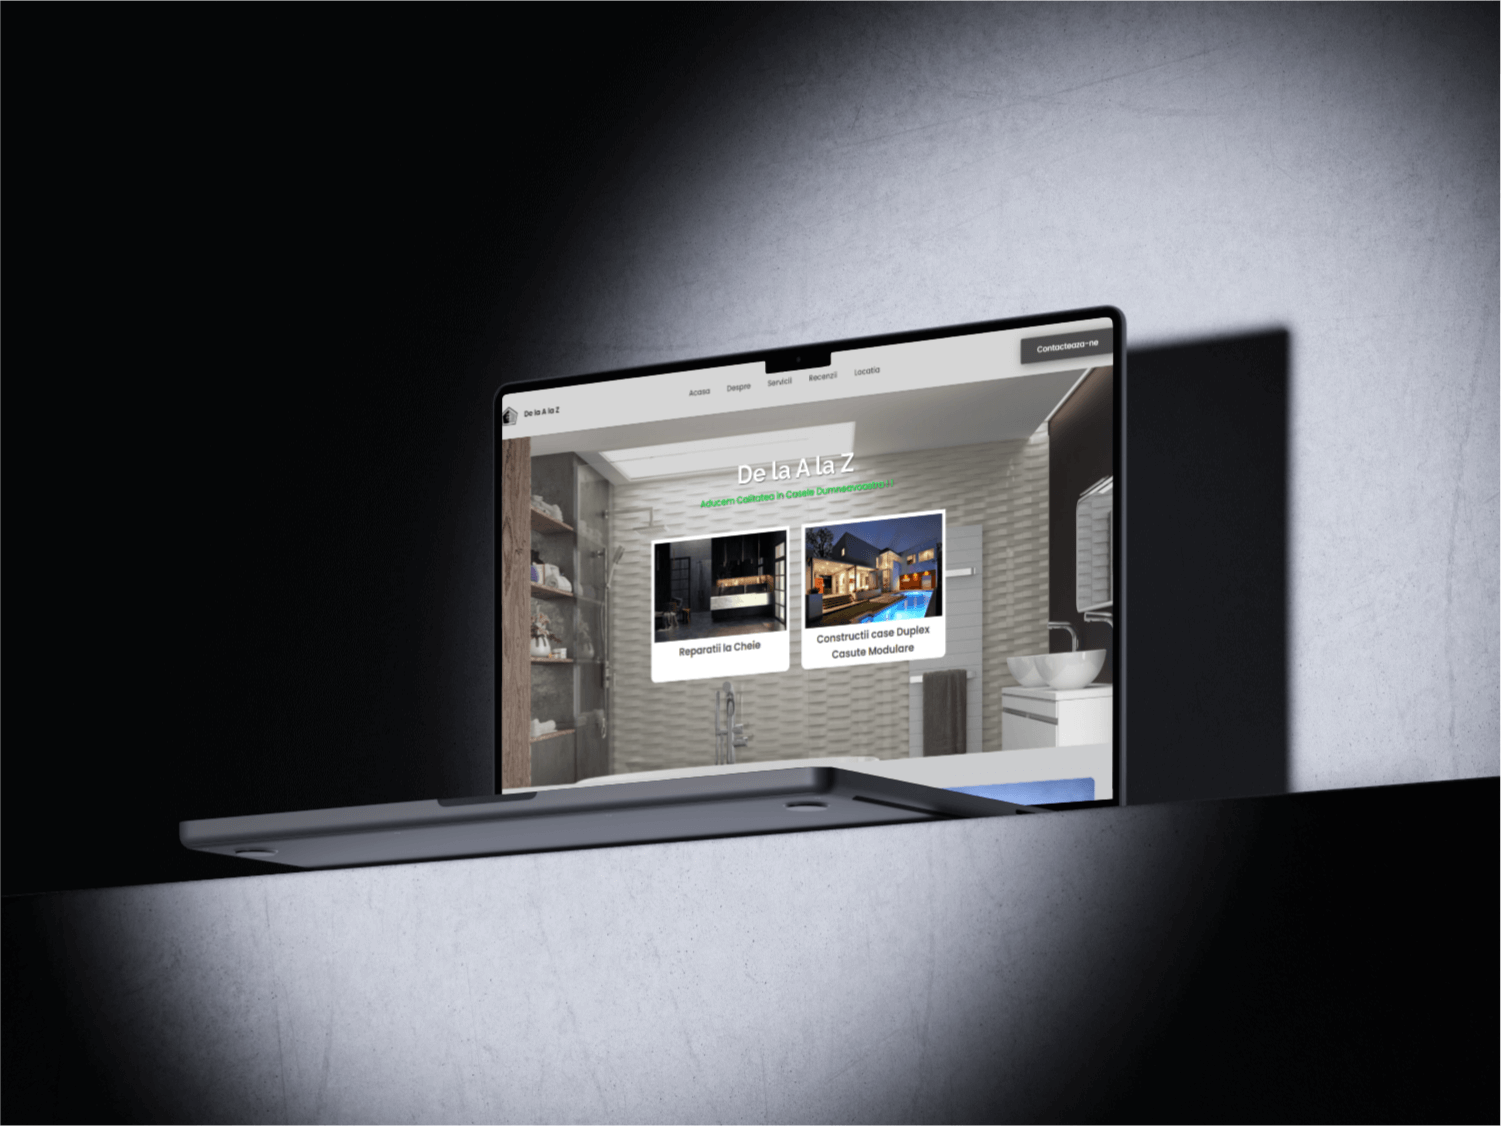 Contacteaza-ne
Acasa Despre Servicii Recenzii Locatia
De la A la Z
De la A la Z
Aducem Calitatea in Casele Dumneavoastra ! !
Reparatii la Cheie
Constructii case Duplex
Casute Modulare